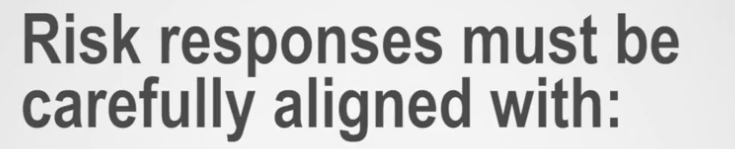 Risk responses must be
carefully aligned with: